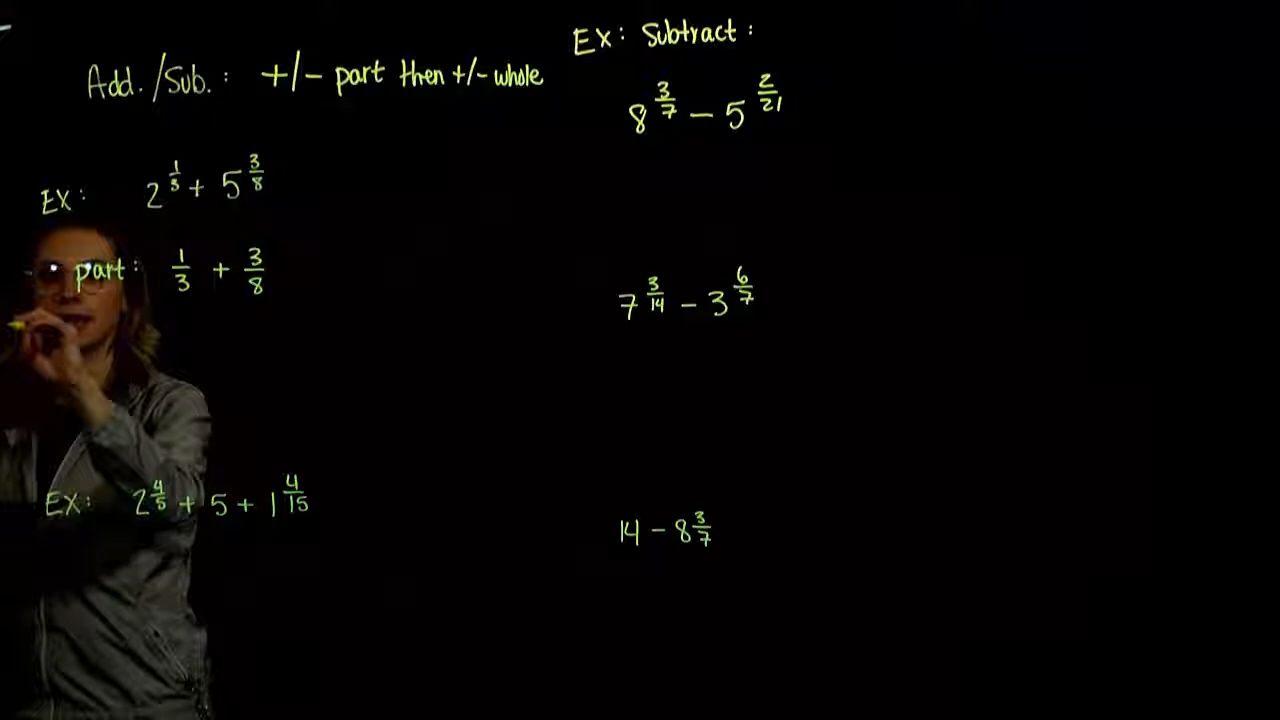 Add./Sub.: +/- part then +/- whole
EX: 2 1/3 + 5 3/8
part: 1/3 + 3/8
EX: 2 4/5 + 5 + 1 4/15
EX: Subtract:
8 3/7 - 5 2/21
7 3/14 - 3 6/7
14 - 8 3/7